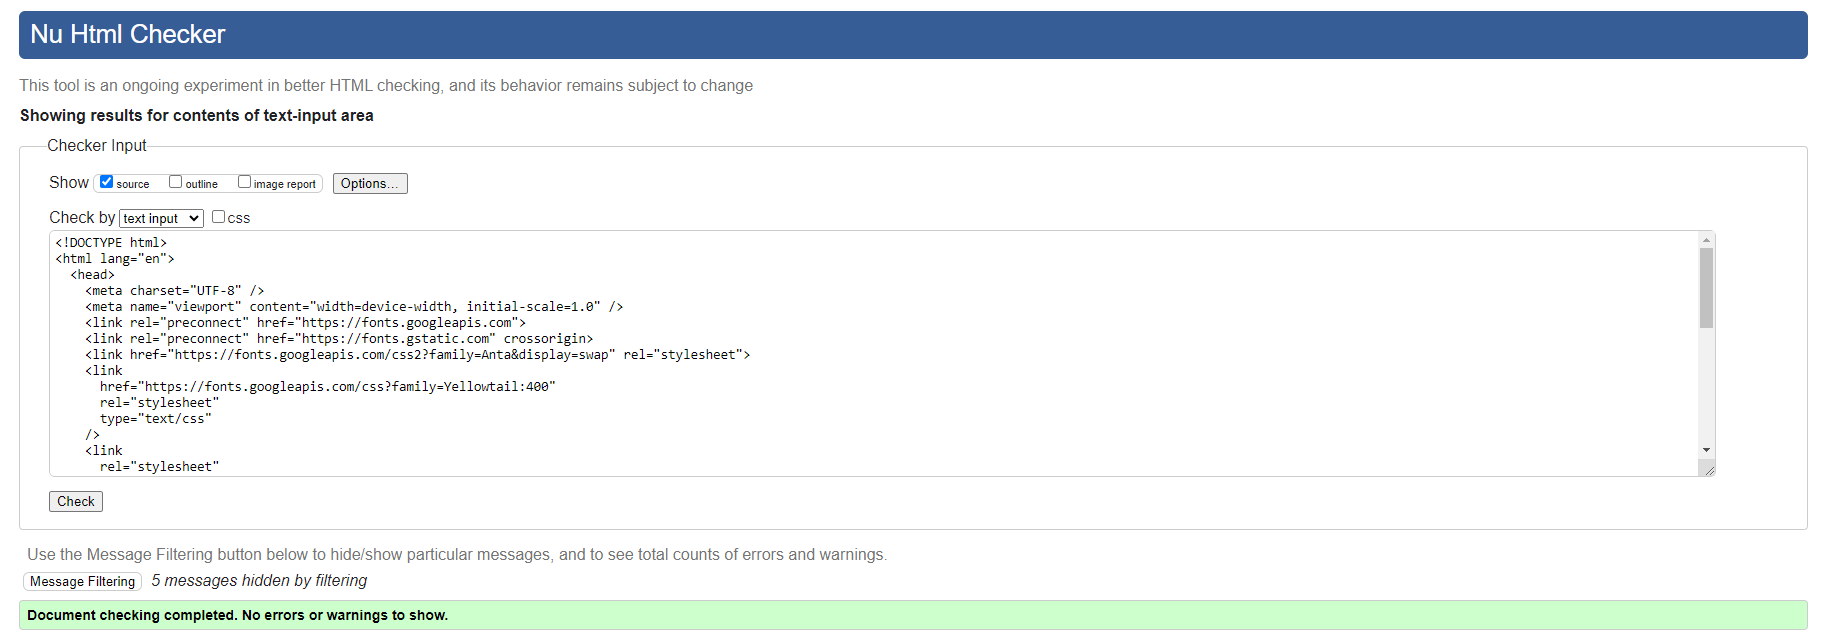 Nu Html Checker
This tool is an ongoing experiment in better HTML checking, and its behavior remains subject to change
Showing results for contents of text-input area
Checker Input
Show source outline image report Options...
Check by text input css
<!DOCTYPE html>
<html lang="en">
  <head>
    <meta charset="UTF-8" />
    <meta name="viewport" content="width=device-width, initial-scale=1.0" />
    <link rel="preconnect" href="https://fonts.googleapis.com">
    <link rel="preconnect" href="https://fonts.gstatic.com" crossorigin>
    <link href="https://fonts.googleapis.com/css2?family=Anta&display=swap" rel="stylesheet">
    <link
      href="https://fonts.googleapis.com/css?family=Yellowtail:400"
      rel="stylesheet"
      type="text/css"
    />
    <link
      rel="stylesheet"
Check
Use the Message Filtering button below to hide/show particular messages, and to see total counts of errors and warnings.
Message Filtering 5 messages hidden by filtering
Document checking completed. No errors or warnings to show.